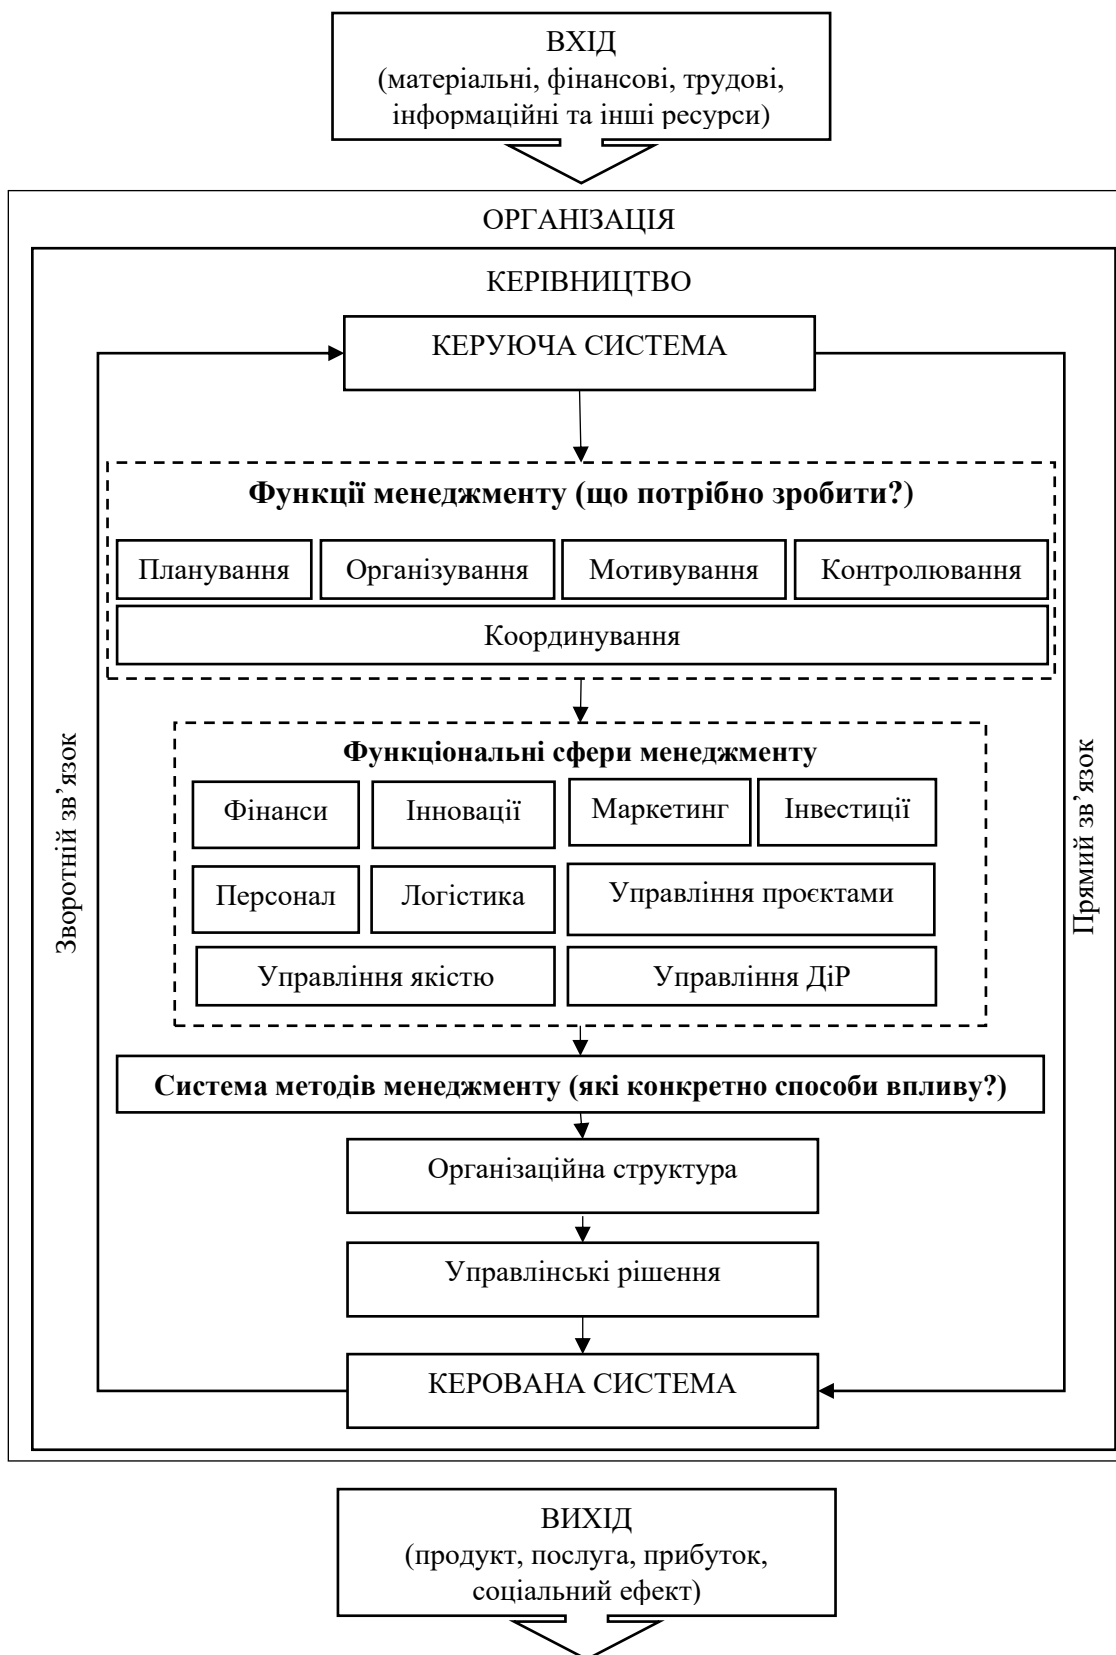 ВХІД
(матеріальні, фінансові, трудові,
інформаційні та інші ресурси)
ОРГАНІЗАЦІЯ
КЕРІВНИЦТВО
КЕРУЮЧА СИСТЕМА
Функції менеджменту (що потрібно зробити?)
Планування
Організування
Мотивування
Контролювання
Координування
Зворотній зв’язок
Прямий зв’язок
Функціональні сфери менеджменту
Фінанси
Інновації
Маркетинг
Інвестиції
Персонал
Логістика
Управління проєктами
Управління якістю
Управління ДіР
Система методів менеджменту (які конкретно способи впливу?)
Організаційна структура
Управлінські рішення
КЕРОВАНА СИСТЕМА
ВИХІД
(продукт, послуга, прибуток,
соціальний ефект)